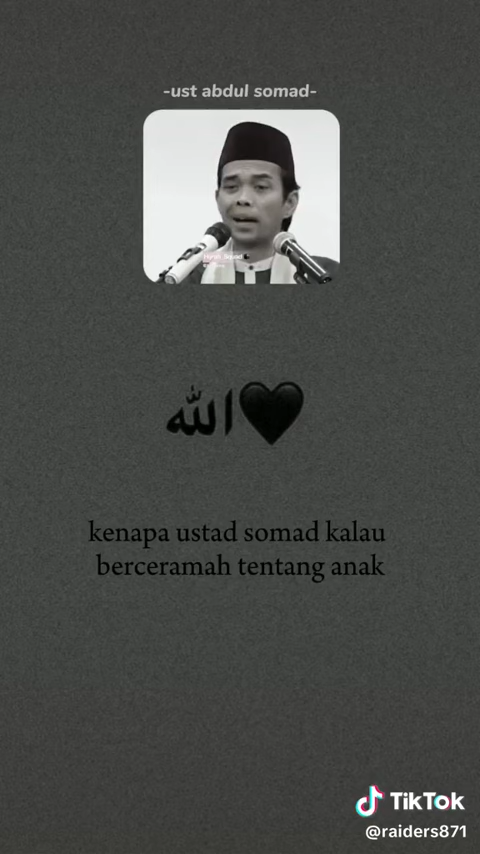 -ust abdul somad-
الله🖤
kenapa ustad somad kalau
berceramah tentang anak
TikTok
@raiders871